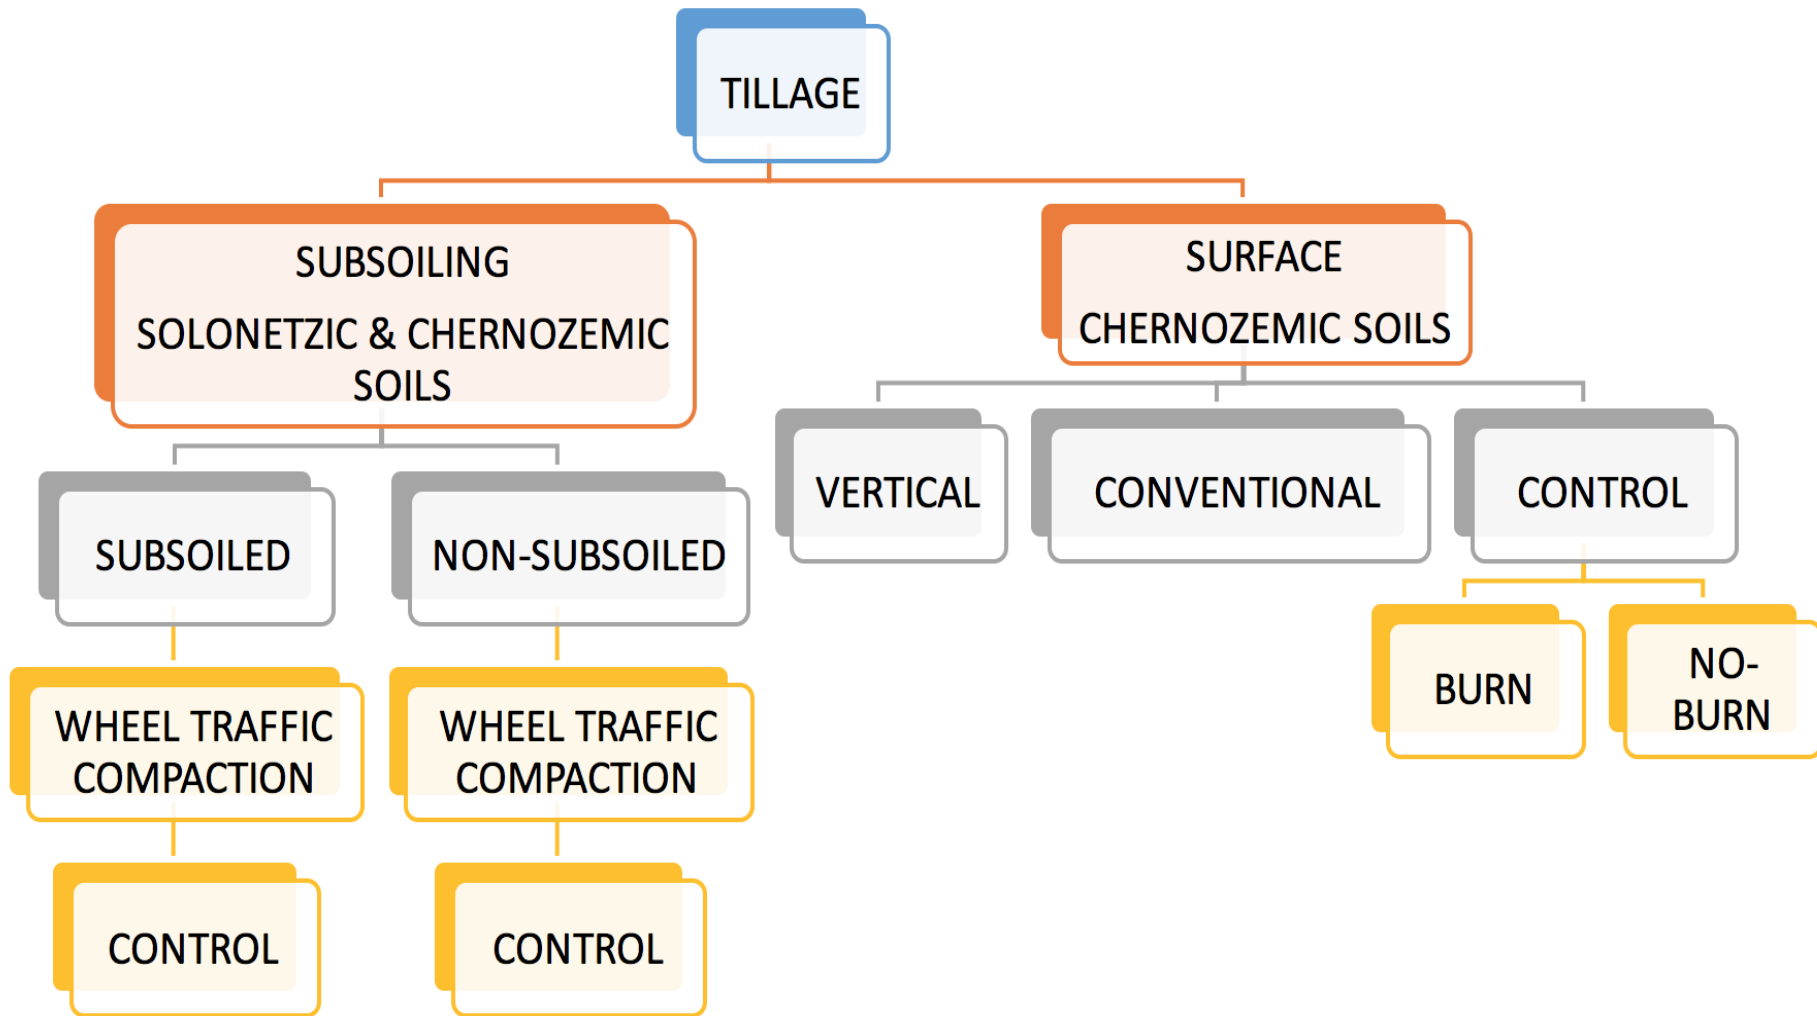 TILLAGE
SUBSOILING
SOLONETZIC & CHERNOZEMIC
SOILS
SURFACE
CHERNOZEMIC SOILS
SUBSOILED
NON-SUBSOILED
VERTICAL
CONVENTIONAL
CONTROL
WHEEL TRAFFIC
COMPACTION
WHEEL TRAFFIC
COMPACTION
BURN
NO-
BURN
CONTROL
CONTROL